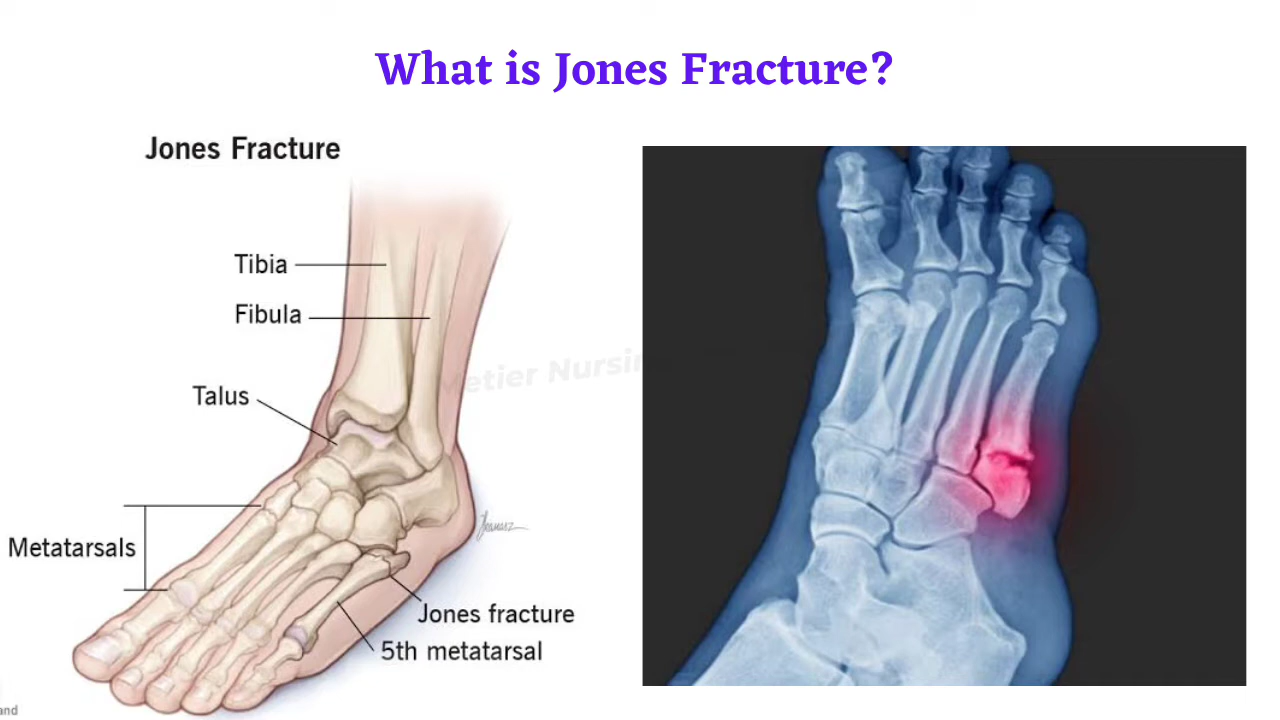 What is Jones Fracture?
Jones Fracture
Tibia
Fibula
Talus
Metatarsals
Jones fracture
5th metatarsal